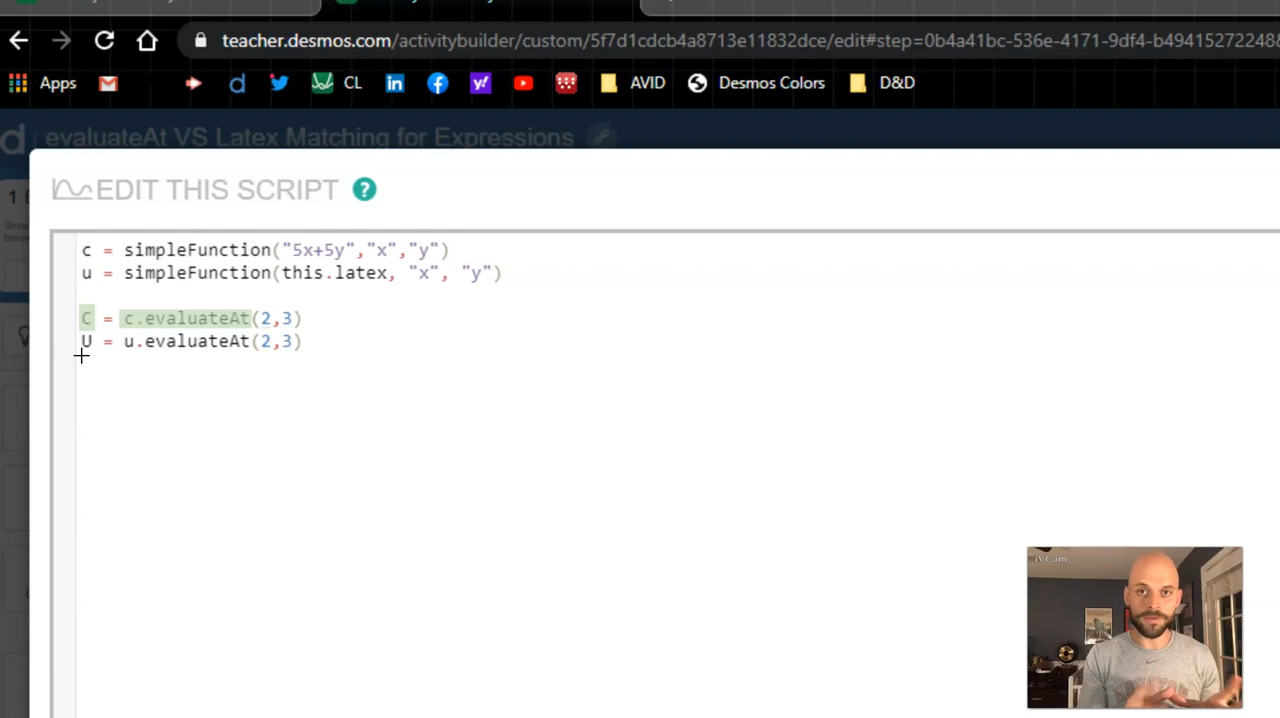 teacher.desmos.com/activitybuilder/custom/5f7d1cdcb4a8713e11832dce/edit#step=0b4a41bc-536e-4171-9df4-b49415272248
Apps CL AVID Desmos Colors D&D
evaluateAt VS Latex Matching for Expressions
1
EDIT THIS SCRIPT ?
c = simpleFunction("5x+5y","x","y")
u = simpleFunction(this.latex, "x", "y")
C = c.evaluateAt(2,3)
U = u.evaluateAt(2,3)
iVCam